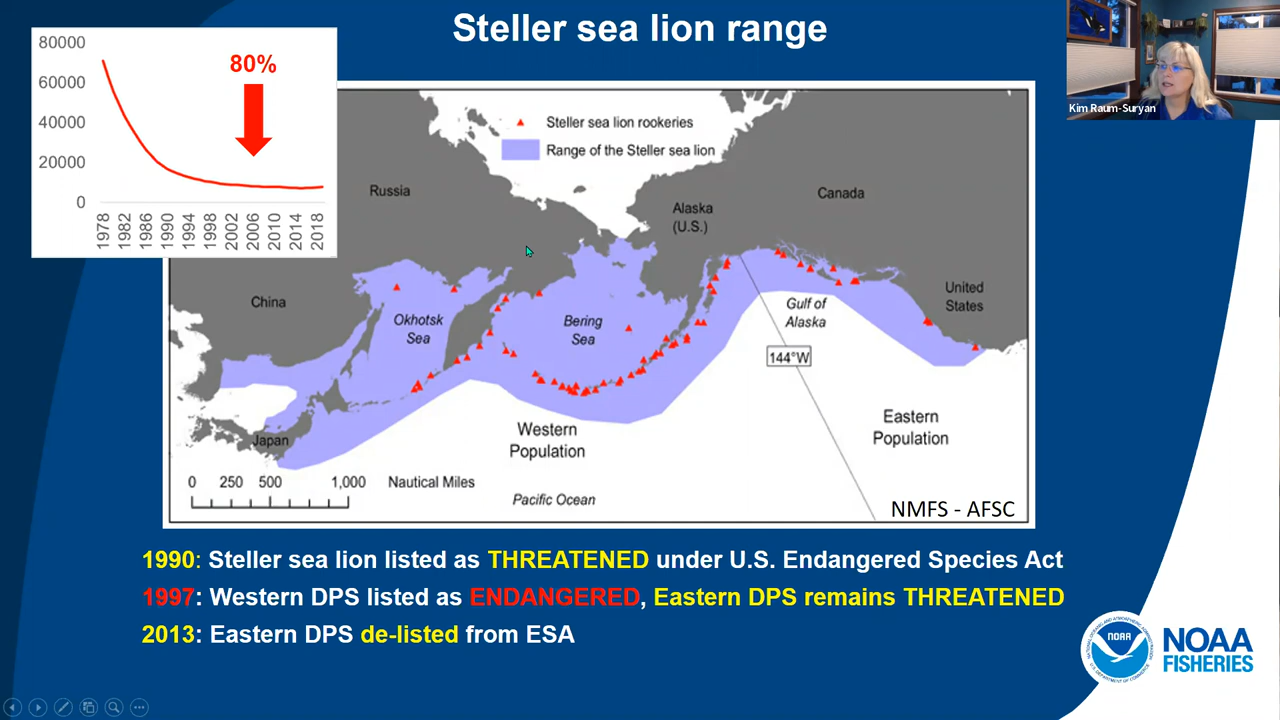 Steller sea lion range
80000
60000
40000
20000
0
80%
1978
1982
1986
1990
1994
1998
2002
2006
2010
2014
2018
Kim Raum-Suryan
Steller sea lion rookeries
Range of the Steller sea lion
Russia
Alaska
(U.S.)
Canada
China
Okhotsk
Sea
Bering
Sea
Gulf of
Alaska
United
States
144°W
Japan
Western
Population
Eastern
Population
0 250 500 1,000 Nautical Miles
Pacific Ocean
NMFS - AFSC
1990: Steller sea lion listed as THREATENED under U.S. Endangered Species Act
1997: Western DPS listed as ENDANGERED, Eastern DPS remains THREATENED
2013: Eastern DPS de-listed from ESA
NOAA
NOAA
FISHERIES